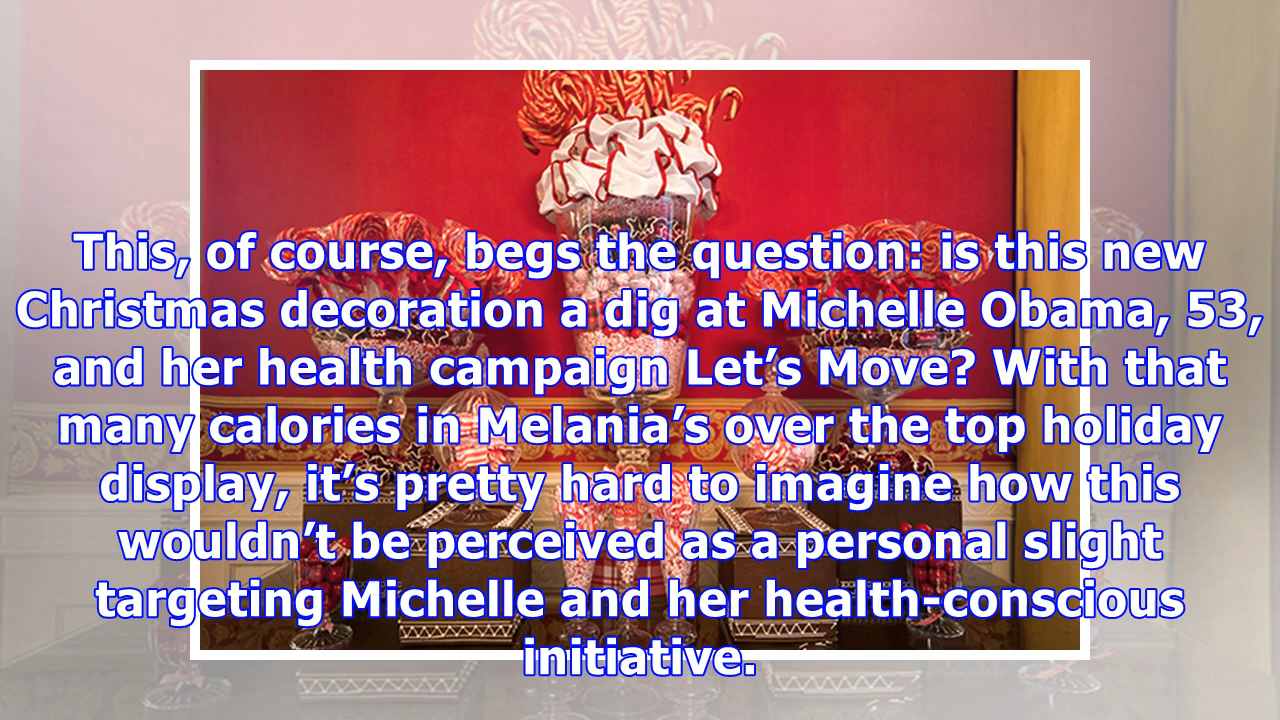 This, of course, begs the question: is this new
Christmas decoration a dig at Michelle Obama, 53,
and her health campaign Let’s Move? With that
many calories in Melania’s over the top holiday
display, it’s pretty hard to imagine how this
wouldn’t be perceived as a personal slight
targeting Michelle and her health-conscious
initiative.